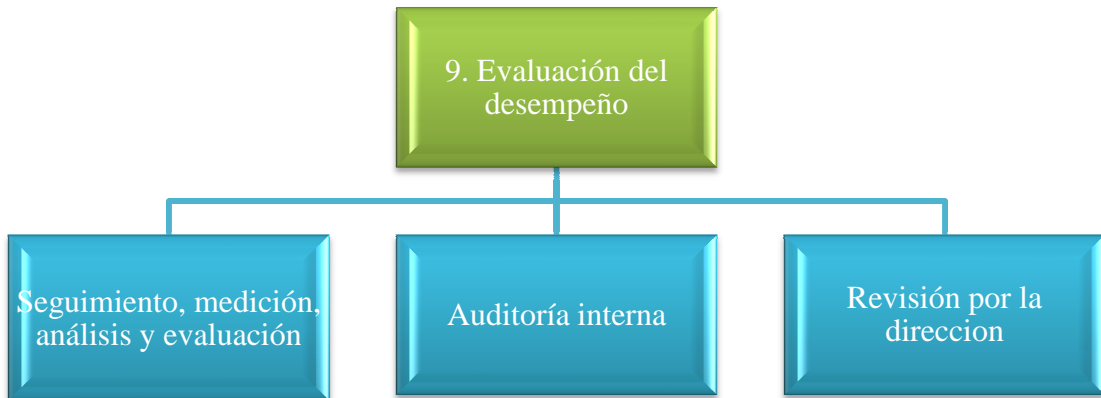 9. Evaluación del
desempeño
Seguimiento, medición,
análisis y evaluación
Auditoría interna
Revisión por la
direccion